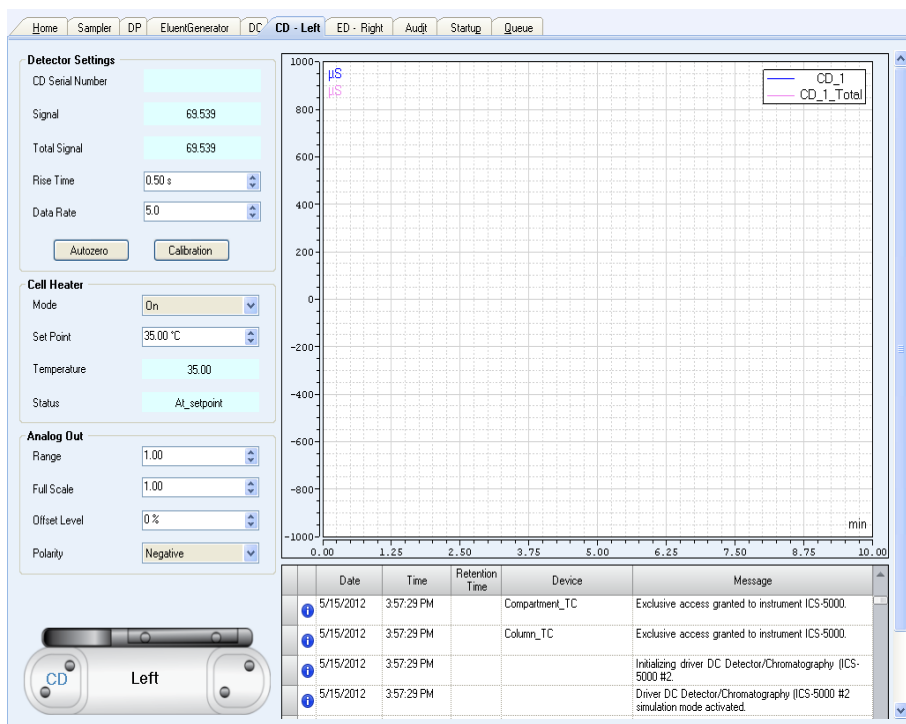 Home Sampler DP EluentGenerator DC CD - Left ED - Right Audit Startup Queue
Detector Settings
CD Serial Number
Signal 69.539
Total Signal 69.539
Rise Time 0.50 s
Data Rate 5.0
Autozero Calibration
Cell Heater
Mode On
Set Point 35.00 °C
Temperature 35.00
Status At_setpoint
Analog Out
Range 1.00
Full Scale 1.00
Offset Level 0 %
Polarity Negative
CD Left
µS
µS
CD_1
CD_1_Total
1000
800
600
400
200
0
-200
-400
-600
-800
-1000
min
0.00 1.25 2.50 3.75 5.00 6.25 7.50 8.75 10.00
Date Time Retention Time Device Message
5/15/2012 3:57:29 PM Compartment_TC Exclusive access granted to instrument ICS-5000.
5/15/2012 3:57:29 PM Column_TC Exclusive access granted to instrument ICS-5000.
5/15/2012 3:57:29 PM Initializing driver DC Detector/Chromatography (ICS-
5000 #2.
5/15/2012 3:57:29 PM Driver DC Detector/Chromatography (ICS-5000 #2
simulation mode activated.